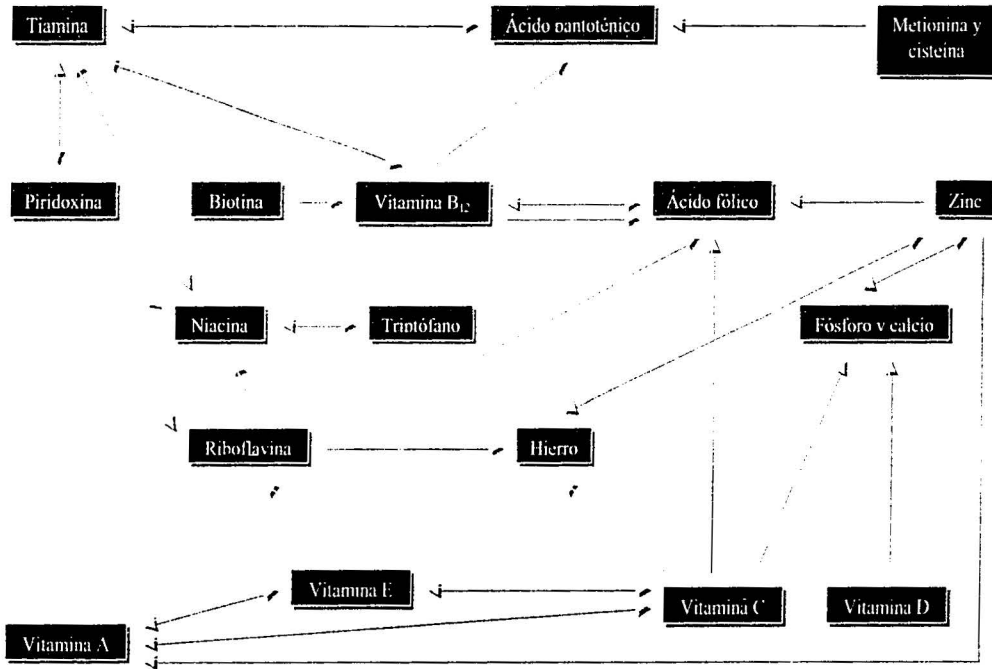 Tiamina
Ácido pantoténico
Metionina y
cisteína
Piridoxina
Biotina
Vitamina B₁₂
Ácido fólico
Zinc
Niacina
Triptófano
Fósforo y calcio
Riboflavina
Hierro
Vitamina E
Vitamina C
Vitamina D
Vitamina A